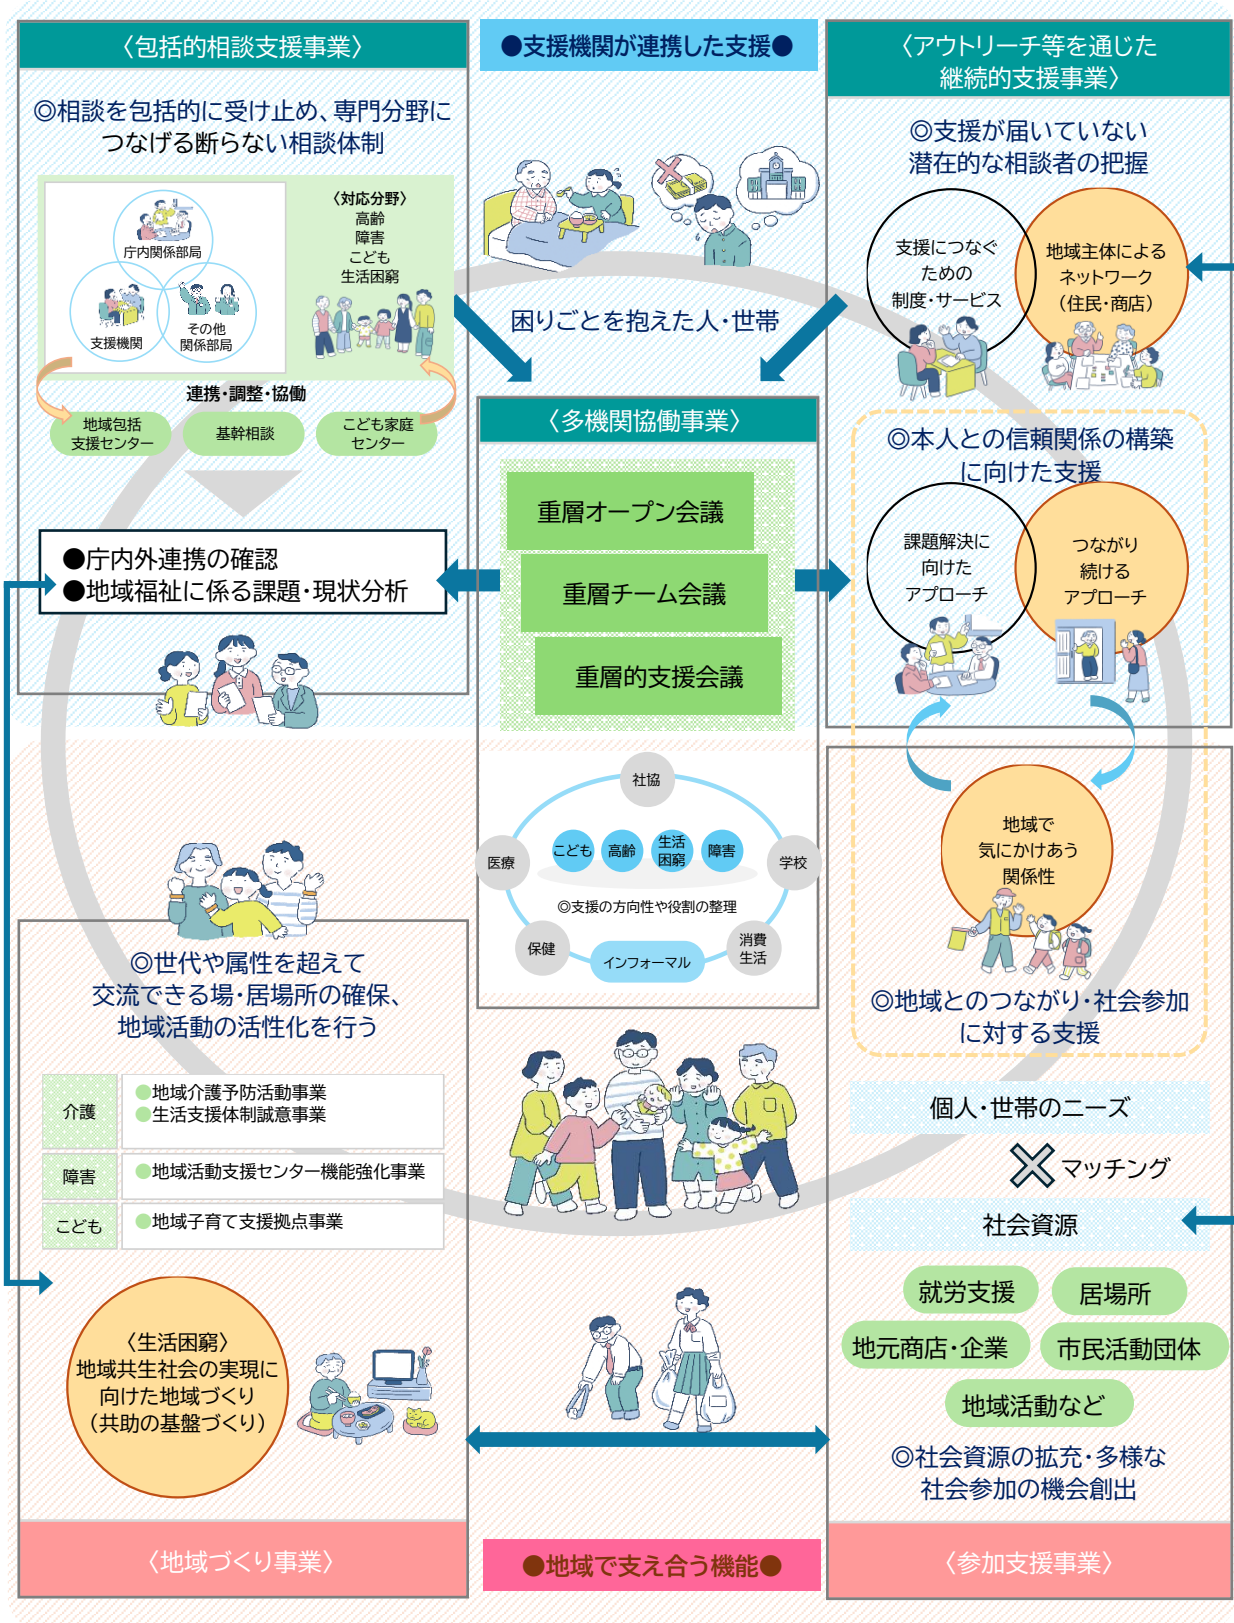 〈包括的相談支援事業〉
◎相談を包括的に受け止め、専門分野に
つなげる断らない相談体制
庁内関係部局
支援機関
その他
関係部局
〈対応分野〉
高齢
障害
こども
生活困窮
連携・調整・協働
地域包括
支援センター
基幹相談
こども家庭
センター
●庁内外連携の確認
●地域福祉に係る課題・現状分析
●支援機関が連携した支援●
困りごとを抱えた人・世帯
〈多機関協働事業〉
重層オープン会議
重層チーム会議
重層的支援会議
社協
医療
こども
高齢
生活
困窮
障害
学校
◎支援の方向性や役割の整理
保健
インフォーマル
消費
生活
〈アウトリーチ等を通じた
継続的支援事業〉
◎支援が届いていない
潜在的な相談者の把握
支援につなぐ
ための
制度・サービス
地域主体による
ネットワーク
（住民・商店）
◎本人との信頼関係の構築
に向けた支援
課題解決に
向けた
アプローチ
つながり
続ける
アプローチ
地域で
気にかけあう
関係性
◎地域とのつながり・社会参加
に対する支援
個人・世帯のニーズ
マッチング
社会資源
就労支援
居場所
地元商店・企業
市民活動団体
地域活動など
◎社会資源の拡充・多様な
社会参加の機会創出
〈参加支援事業〉
◎世代や属性を超えて
交流できる場・居場所の確保、
地域活動の活性化を行う
介護
●地域介護予防活動事業
●生活支援体制誠意事業
障害
●地域活動支援センター機能強化事業
こども
●地域子育て支援拠点事業
〈生活困窮〉
地域共生社会の実現に
向けた地域づくり
（共助の基盤づくり）
〈地域づくり事業〉
●地域で支え合う機能●